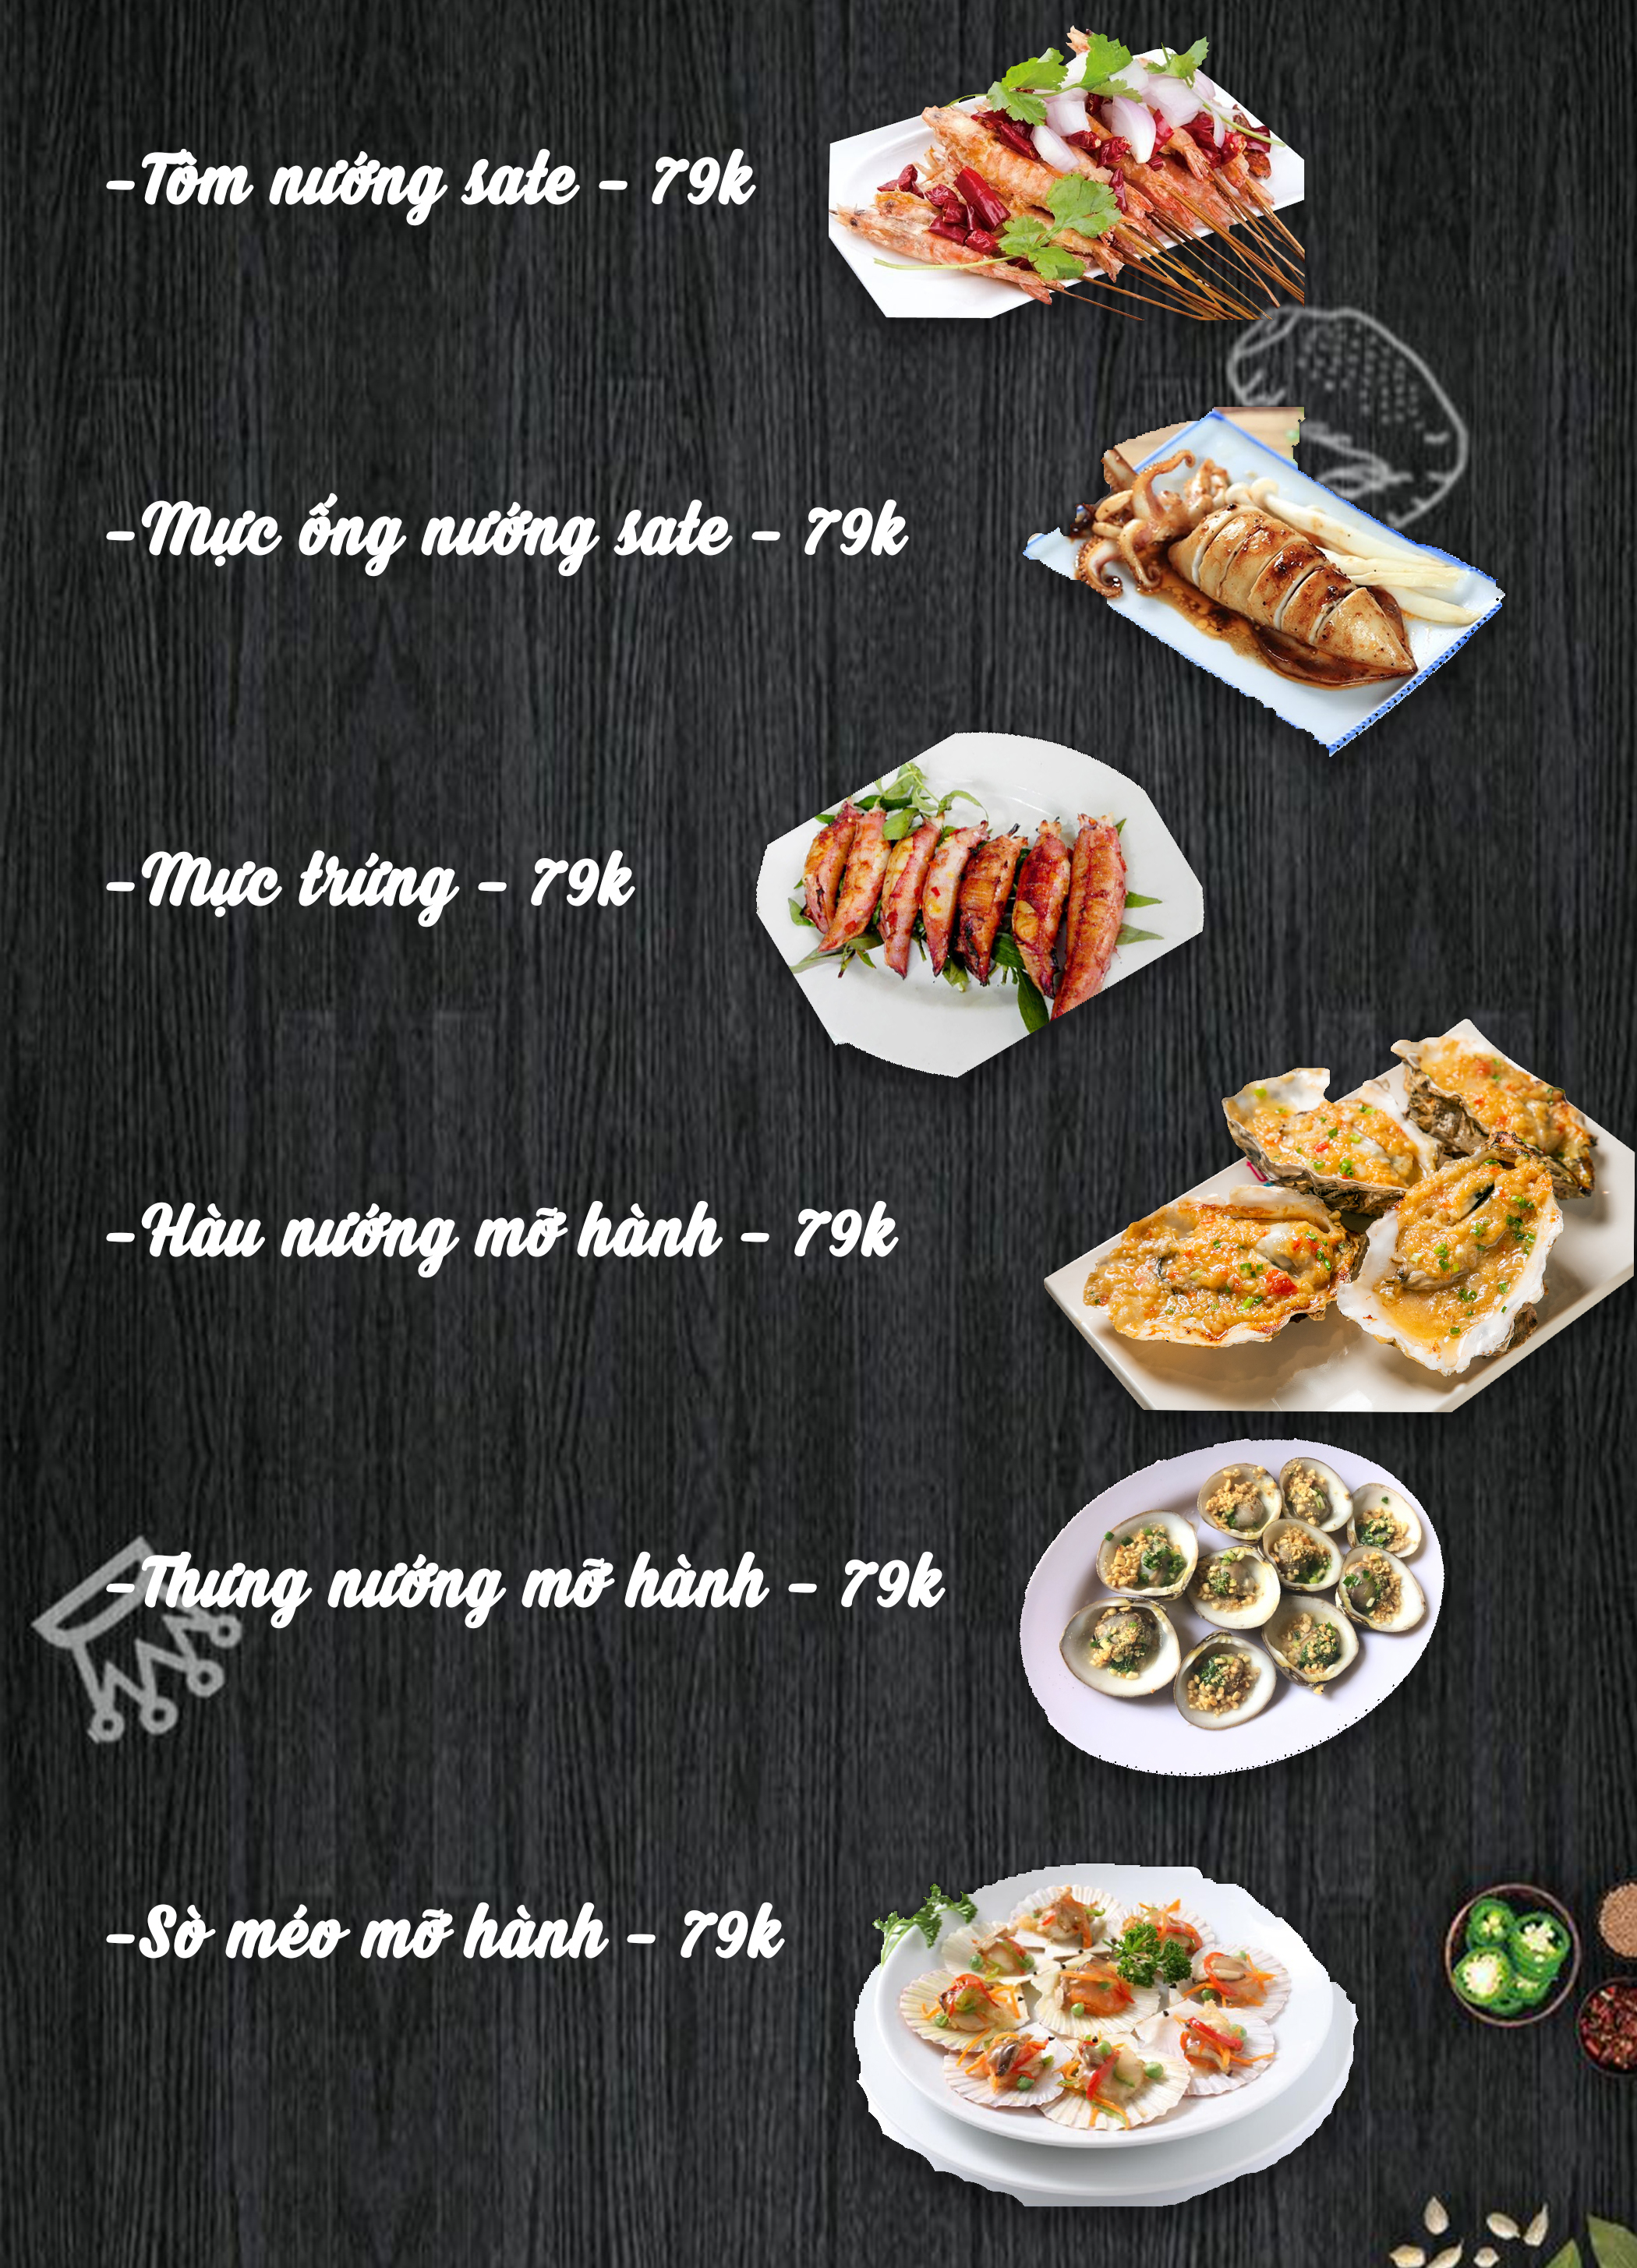 -Tôm nướng sate - 79k
-Mực ống nướng sate - 79k
-Mực trứng - 79k
-Hàu nướng mỡ hành - 79k
-Thưng nướng mỡ hành - 79k
-Sò méo mỡ hành - 79k